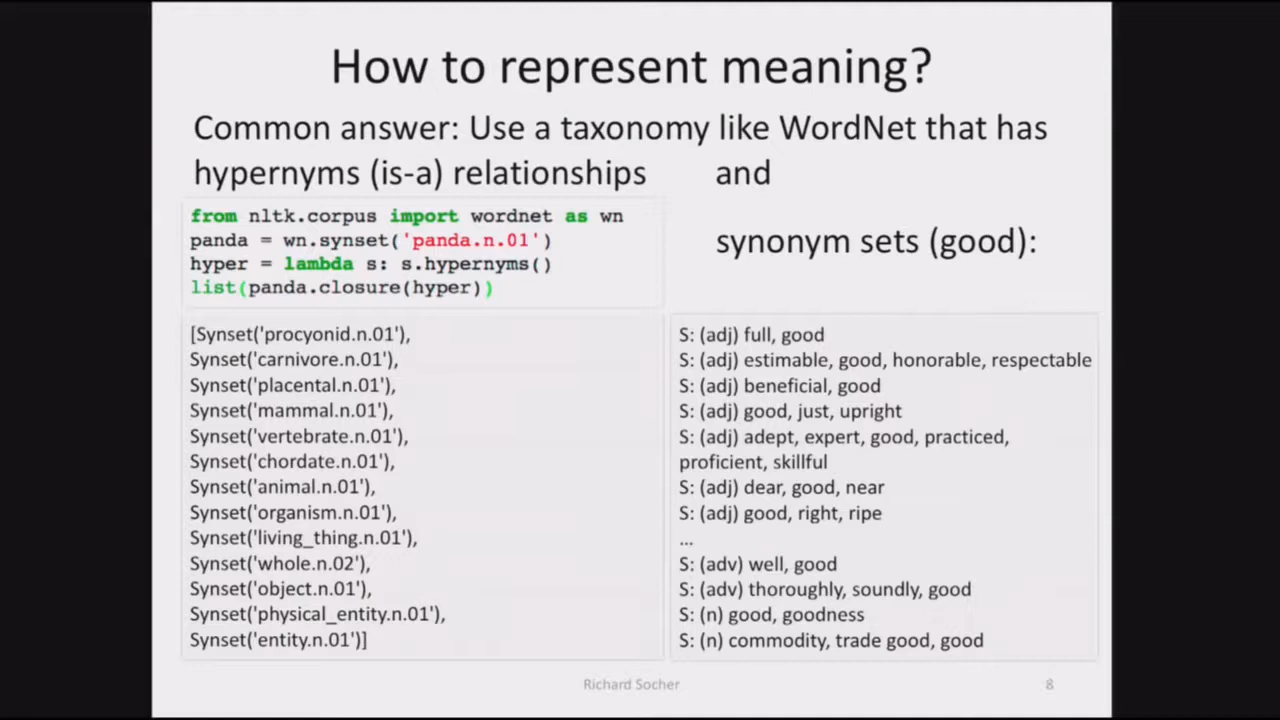 How to represent meaning?
Common answer: Use a taxonomy like WordNet that has
hypernyms (is-a) relationships and
synonym sets (good):
from nltk.corpus import wordnet as wn
panda = wn.synset('panda.n.01')
hyper = lambda s: s.hypernyms()
list(panda.closure(hyper))
[Synset('procyonid.n.01'),
Synset('carnivore.n.01'),
Synset('placental.n.01'),
Synset('mammal.n.01'),
Synset('vertebrate.n.01'),
Synset('chordate.n.01'),
Synset('animal.n.01'),
Synset('organism.n.01'),
Synset('living_thing.n.01'),
Synset('whole.n.02'),
Synset('object.n.01'),
Synset('physical_entity.n.01'),
Synset('entity.n.01')]
S: (adj) full, good
S: (adj) estimable, good, honorable, respectable
S: (adj) beneficial, good
S: (adj) good, just, upright
S: (adj) adept, expert, good, practiced,
proficient, skillful
S: (adj) dear, good, near
S: (adj) good, right, ripe
...
S: (adv) well, good
S: (adv) thoroughly, soundly, good
S: (n) good, goodness
S: (n) commodity, trade good, good
Richard Socher
8